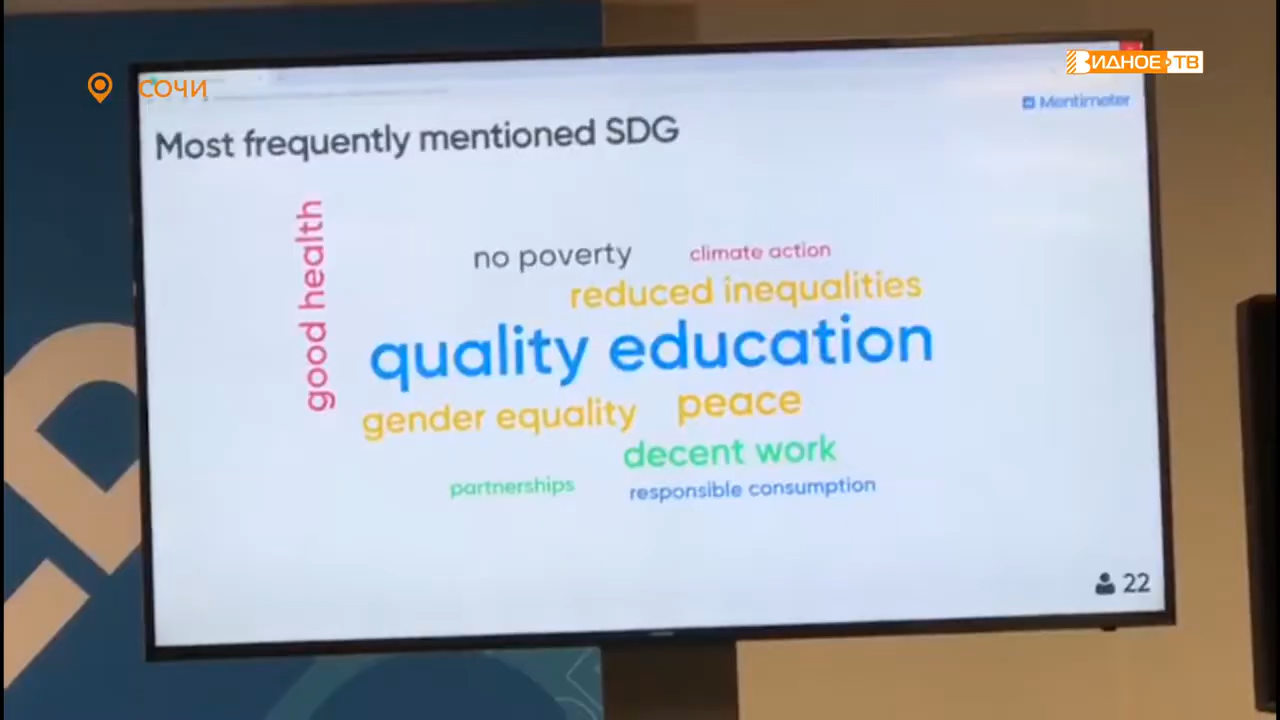 СОЧИ
ВИДНОЕ ТВ
Mentimeter
Most frequently mentioned SDG
good health
no poverty
climate action
reduced inequalities
quality education
gender equality
peace
decent work
partnerships
responsible consumption
22